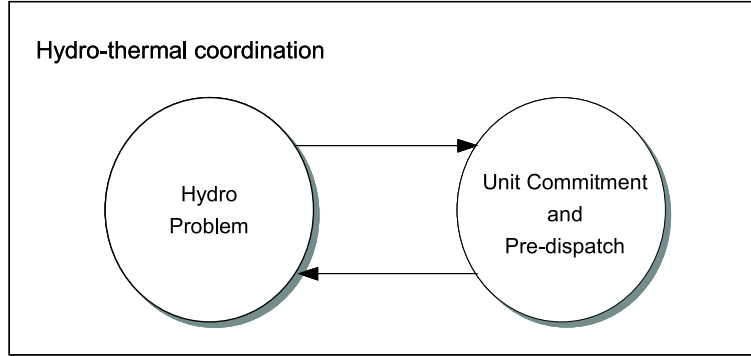 Hydro-thermal coordination
Hydro
Problem
Unit Commitment
and
Pre-dispatch